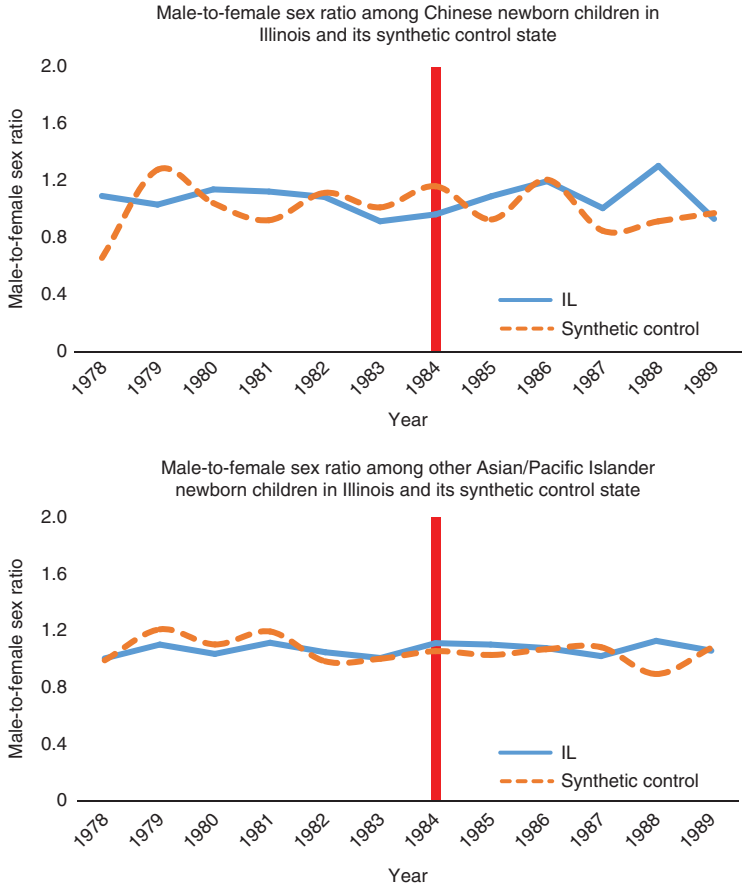 Male-to-female sex ratio among Chinese newborn children in
Illinois and its synthetic control state
2.0
1.6
1.2
0.8
0.4
0
Male-to-female sex ratio
IL
Synthetic control
1978 1979 1980 1981 1982 1983 1984 1985 1986 1987 1988 1989
Year
Male-to-female sex ratio among other Asian/Pacific Islander
newborn children in Illinois and its synthetic control state
2.0
1.6
1.2
0.8
0.4
0
Male-to-female sex ratio
IL
Synthetic control
1978 1979 1980 1981 1982 1983 1984 1985 1986 1987 1988 1989
Year